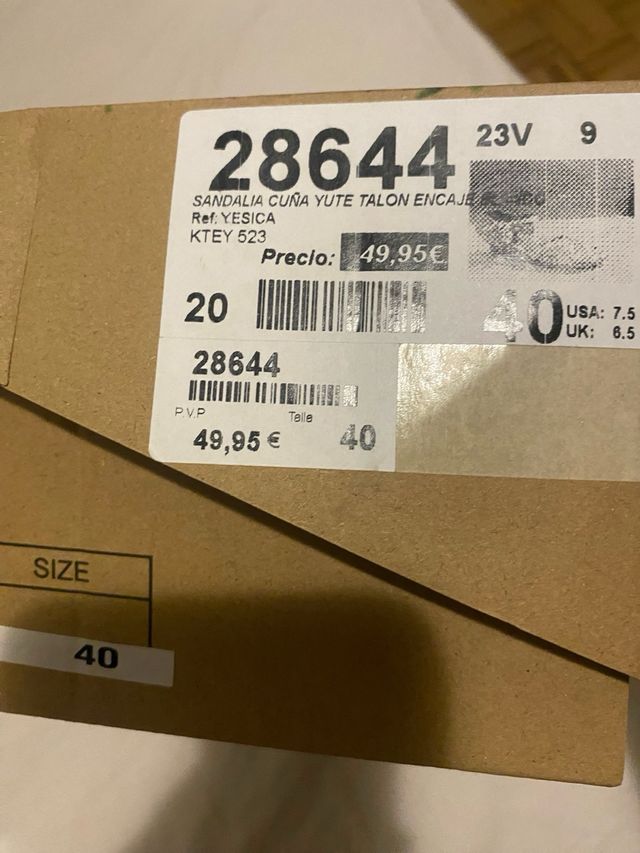 28644 23V 9
SANDALIA CUÑA YUTE TALON ENCAJE
Ref: YESICA
KTEY 523
Precio: 49,95€
20
40 USA: 7.5
UK: 6.5
28644
P.V.P Talla
49,95 € 40
SIZE
40